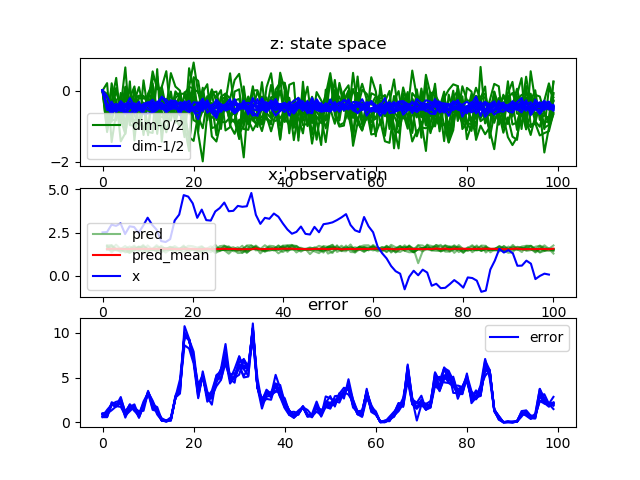 z: state space
0
−2
dim-0/2
dim-1/2
0 20 40 60 80 100
x: observation
5.0
2.5
0.0
pred
pred_mean
x
0 20 40 60 80 100
error
10
5
0
error
0 20 40 60 80 100